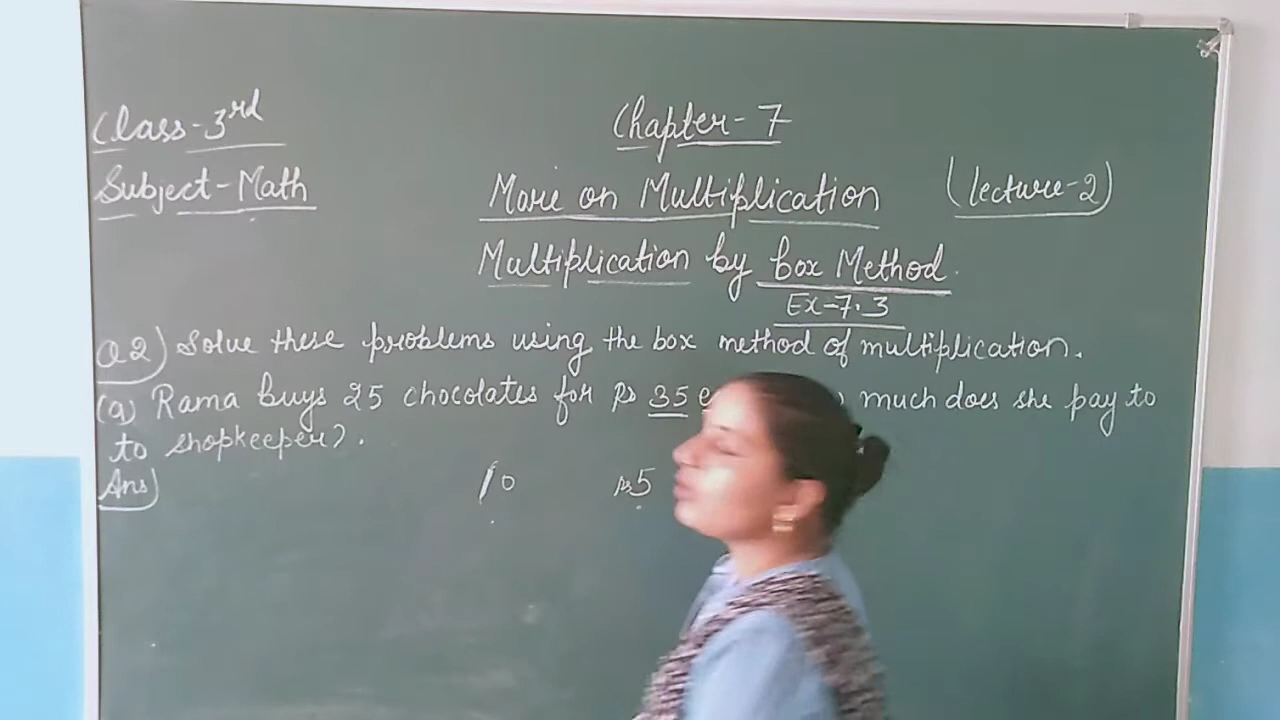 Class-3rd
Subject-Math
Chapter-7
More on Multiplication (lecture-2)
Multiplication by box Method.
Ex-7.3
Q2) Solve these problems using the box method of multiplication.
(a) Rama buys 25 chocolates for Rs 35 much does she pay to
to shopkeeper?.
Ans)
10 Rs5